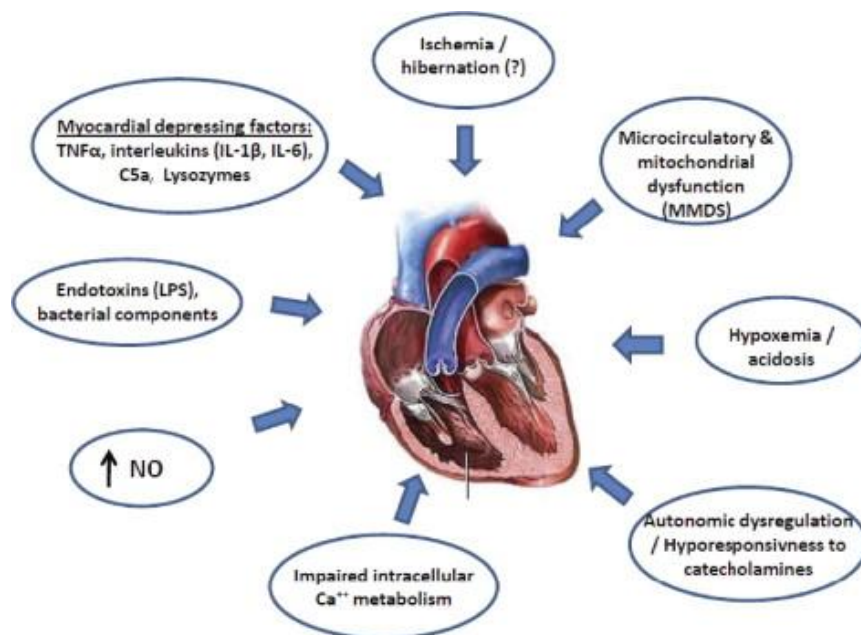 Ischemia /
hibernation (?)
Myocardial depressing factors:
TNFα, interleukins (IL-1β, IL-6),
C5a, Lysozymes
Microcirculatory &
mitochondrial
dysfunction
(MMDS)
Endotoxins (LPS),
bacterial components
Hypoxemia /
acidosis
↑ NO
Autonomic dysregulation
/ Hyporesponsivness to
catecholamines
Impaired intracellular
Ca⁺⁺ metabolism